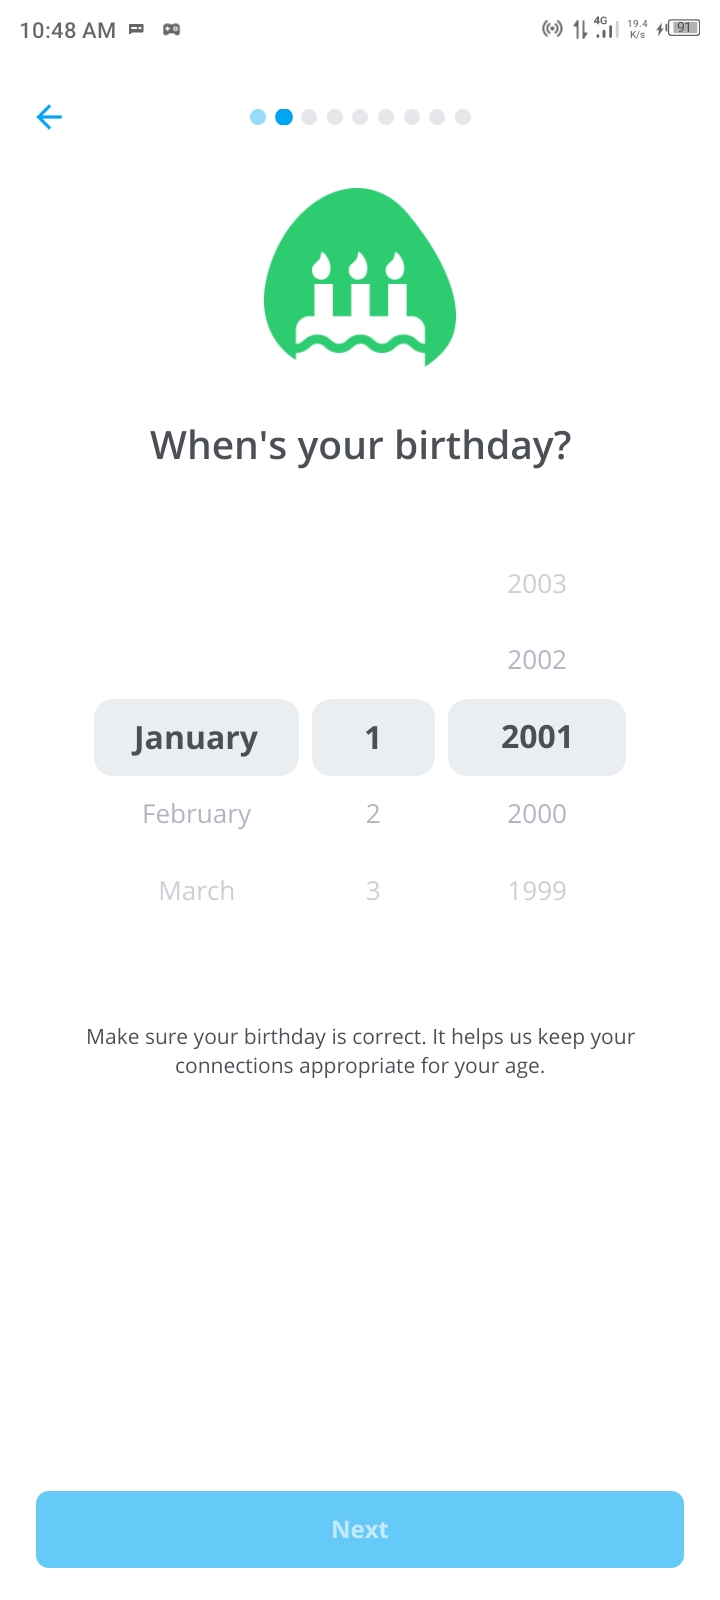 10:48 AM
4G
19.4
K/s
91
When's your birthday?
2003
2002
January 1 2001
February 2 2000
March 3 1999
Make sure your birthday is correct. It helps us keep your
connections appropriate for your age.
Next